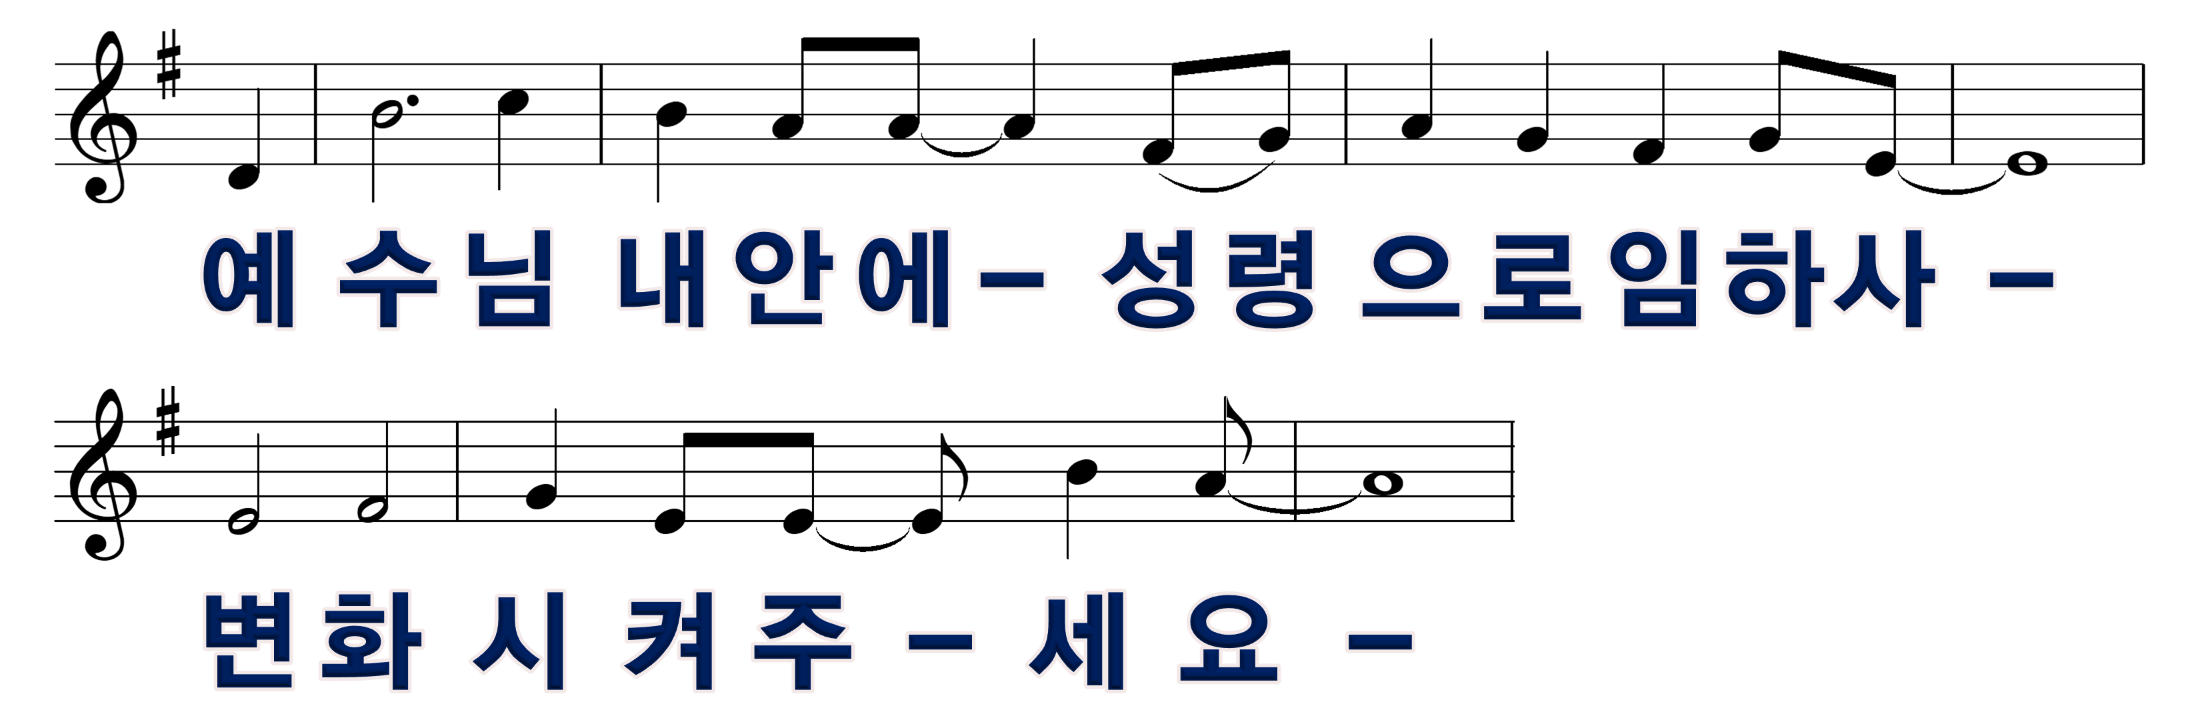 예 수님 내안에- 성령 으로임하사 -
변화 시 켜주 - 세 요 -